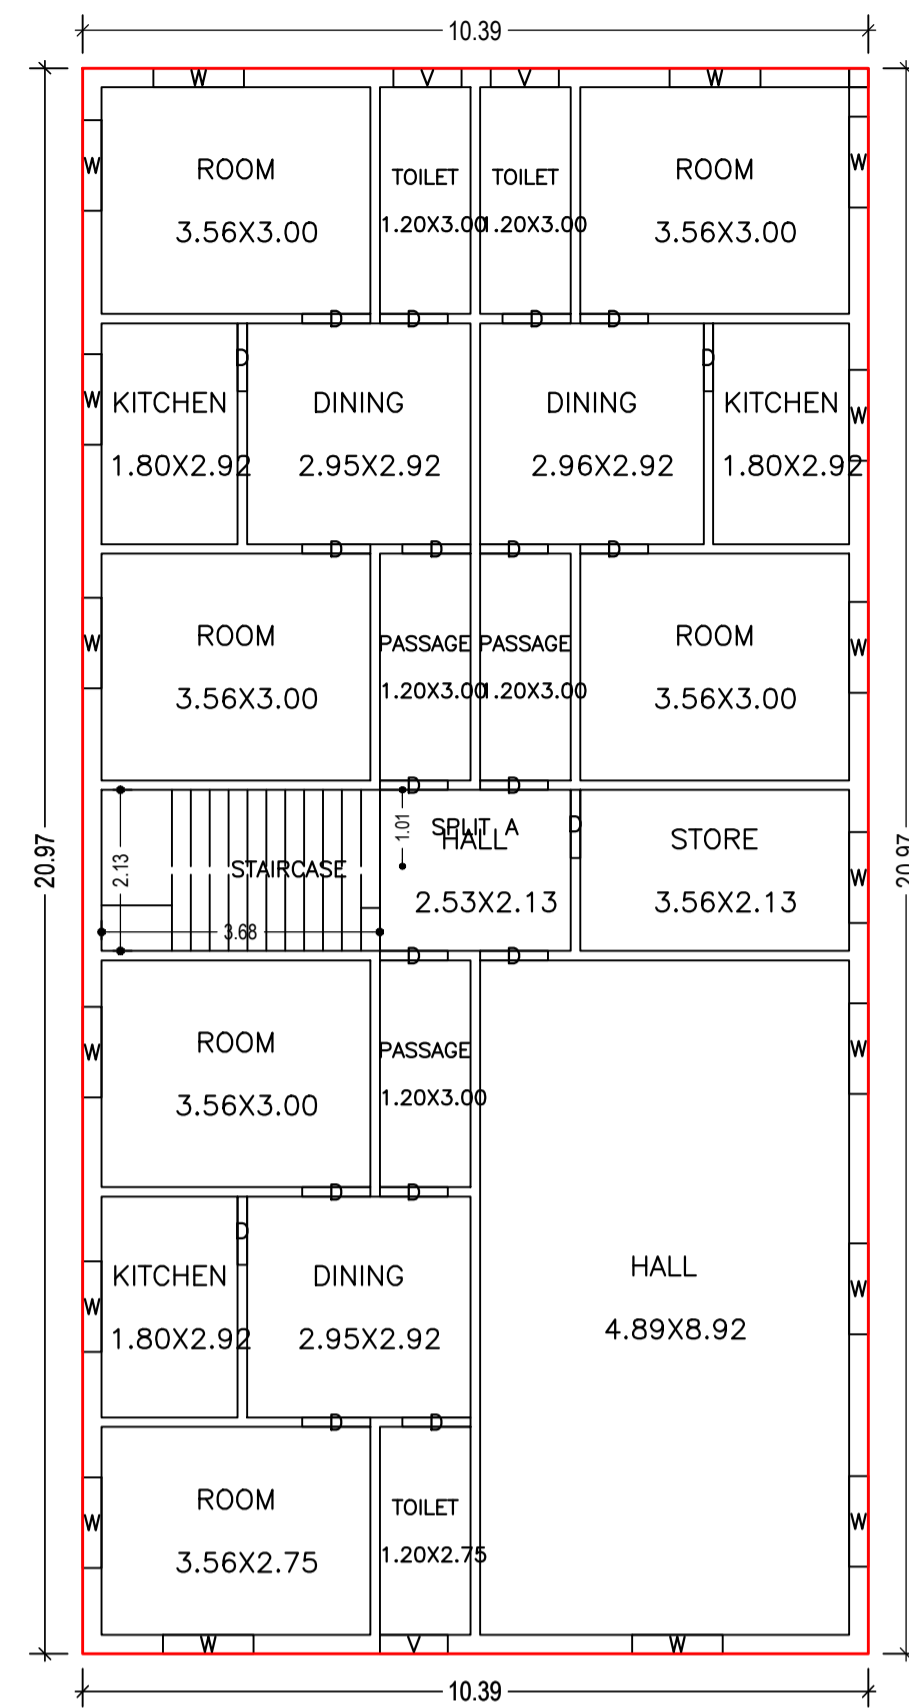 10.39
W
V
V
W
W
ROOM
3.56X3.00
TOILET
1.20X3.00
TOILET
1.20X3.00
ROOM
3.56X3.00
W
D
D
D
D
W
KITCHEN
1.80X2.92
D
DINING
2.95X2.92
DINING
2.96X2.92
D
KITCHEN
1.80X2.92
W
D
D
D
D
W
ROOM
3.56X3.00
PASSAGE
1.20X3.00
PASSAGE
1.20X3.00
ROOM
3.56X3.00
W
D
D
20.97
2.13
STAIRCASE
3.68
1.01
SPLIT A
HALL
2.53X2.13
D
STORE
3.56X2.13
W
20.97
D
D
W
ROOM
3.56X3.00
PASSAGE
1.20X3.00
W
D
D
W
KITCHEN
1.80X2.92
D
DINING
2.95X2.92
HALL
4.89X8.92
W
D
D
W
ROOM
3.56X2.75
TOILET
1.20X2.75
W
W
V
W
10.39